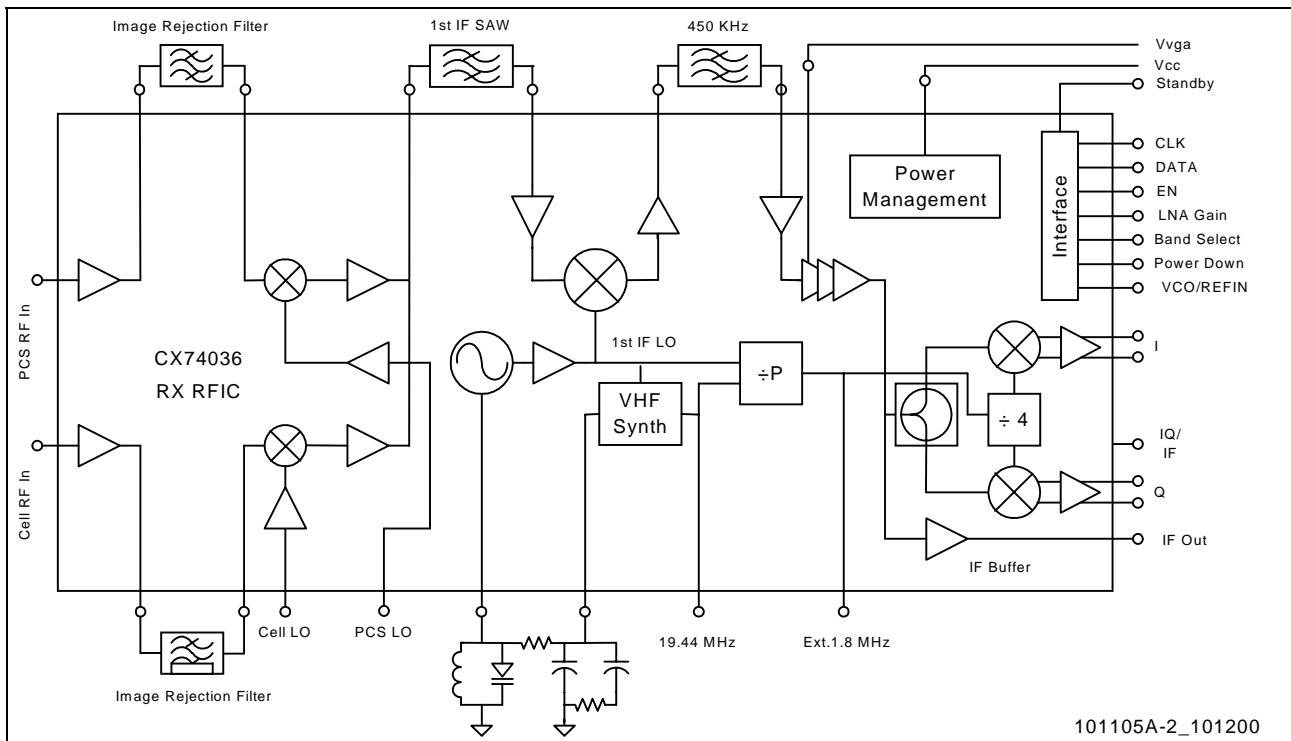 Image Rejection Filter
1st IF SAW
450 KHz
Vvga
Vcc
Standby
CLK
DATA
EN
LNA Gain
Band Select
Power Down
VCO/REFIN
Interface
Power
Management
PCS RF In
CX74036
RX RFIC
1st IF LO
÷P
VHF
Synth
÷ 4
I
IQ/
IF
Q
Cell RF In
IF Out
IF Buffer
Cell LO
PCS LO
19.44 MHz
Ext.1.8 MHz
Image Rejection Filter
101105A-2_101200